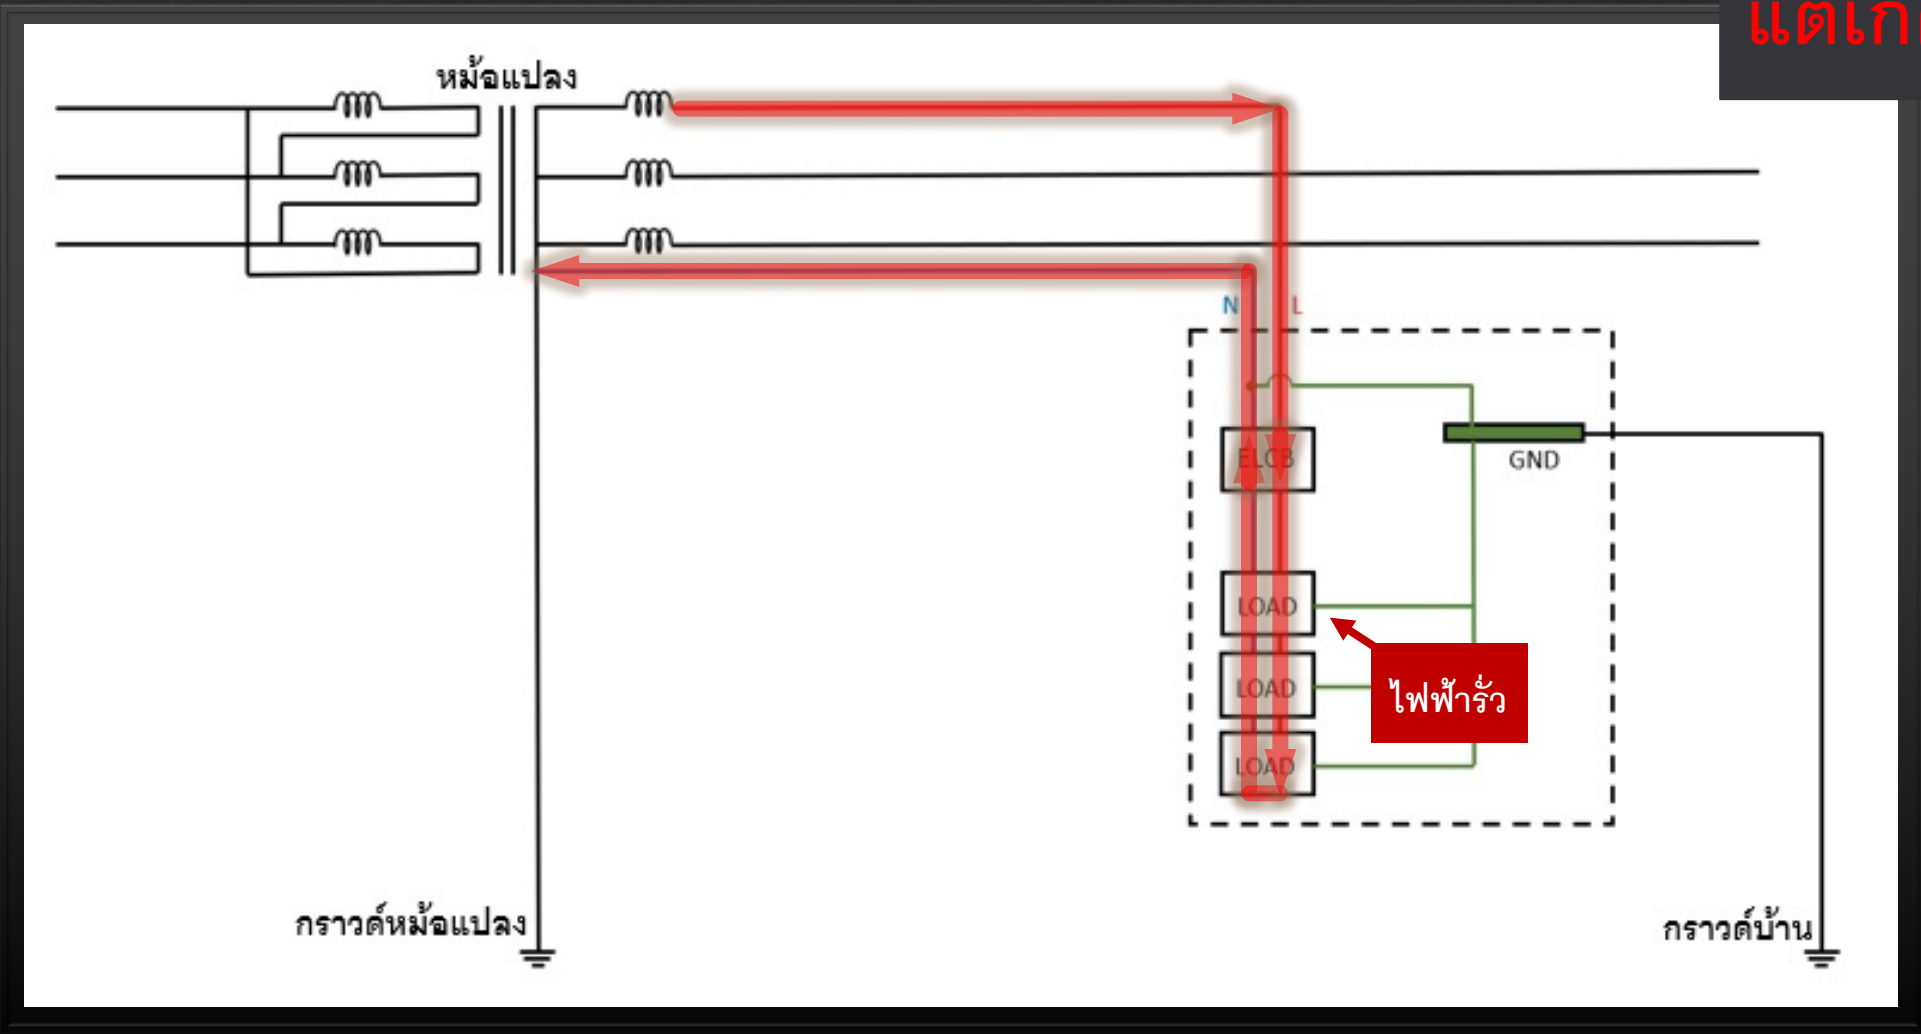 หม้อแปลง
N
L
ELCB
GND
LOAD
LOAD
ไฟฟ้ารั่ว
LOAD
กราวด์หม้อแปลง
กราวด์บ้าน